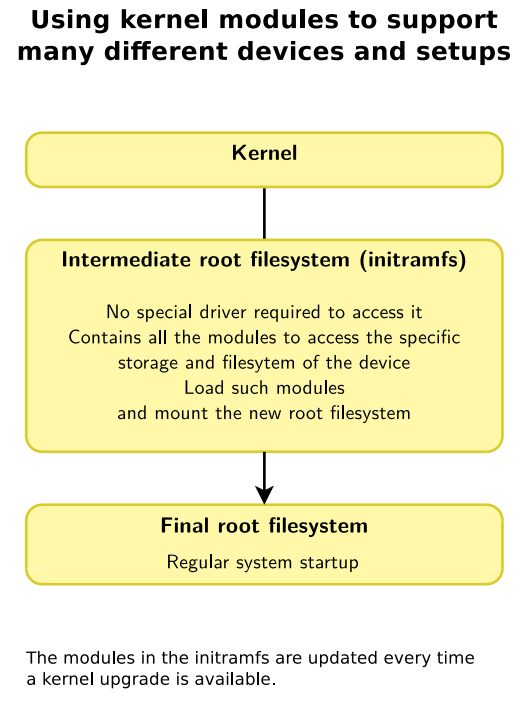 Using kernel modules to support
many different devices and setups
Kernel
Intermediate root filesystem (initramfs)
No special driver required to access it
Contains all the modules to access the specific
storage and filesytem of the device
Load such modules
and mount the new root filesystem
Final root filesystem
Regular system startup
The modules in the initramfs are updated every time
a kernel upgrade is available.